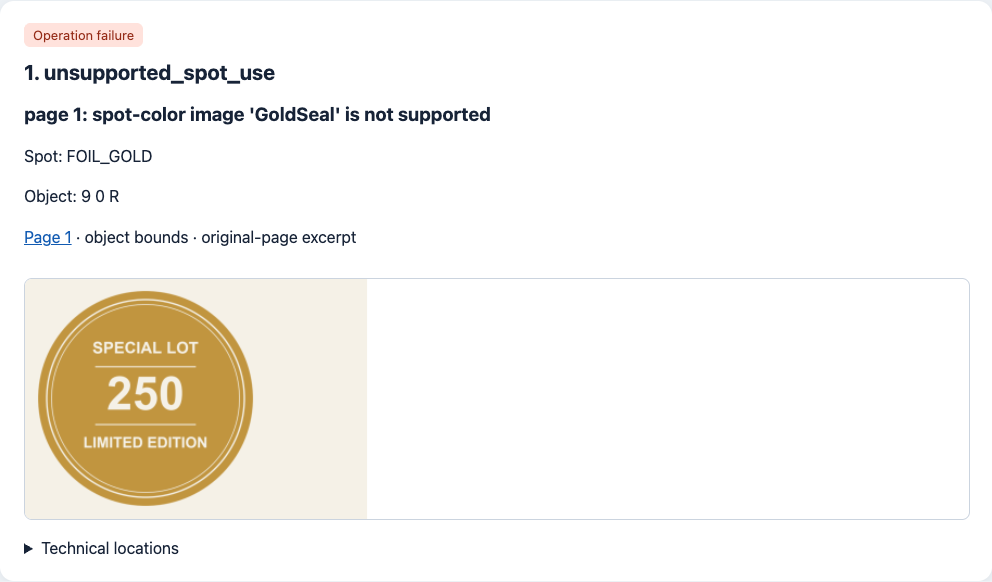 Operation failure
1. unsupported_spot_use
page 1: spot-color image 'GoldSeal' is not supported
Spot: FOIL_GOLD
Object: 9 0 R
Page 1 · object bounds · original-page excerpt
SPECIAL LOT
250
LIMITED EDITION
Technical locations